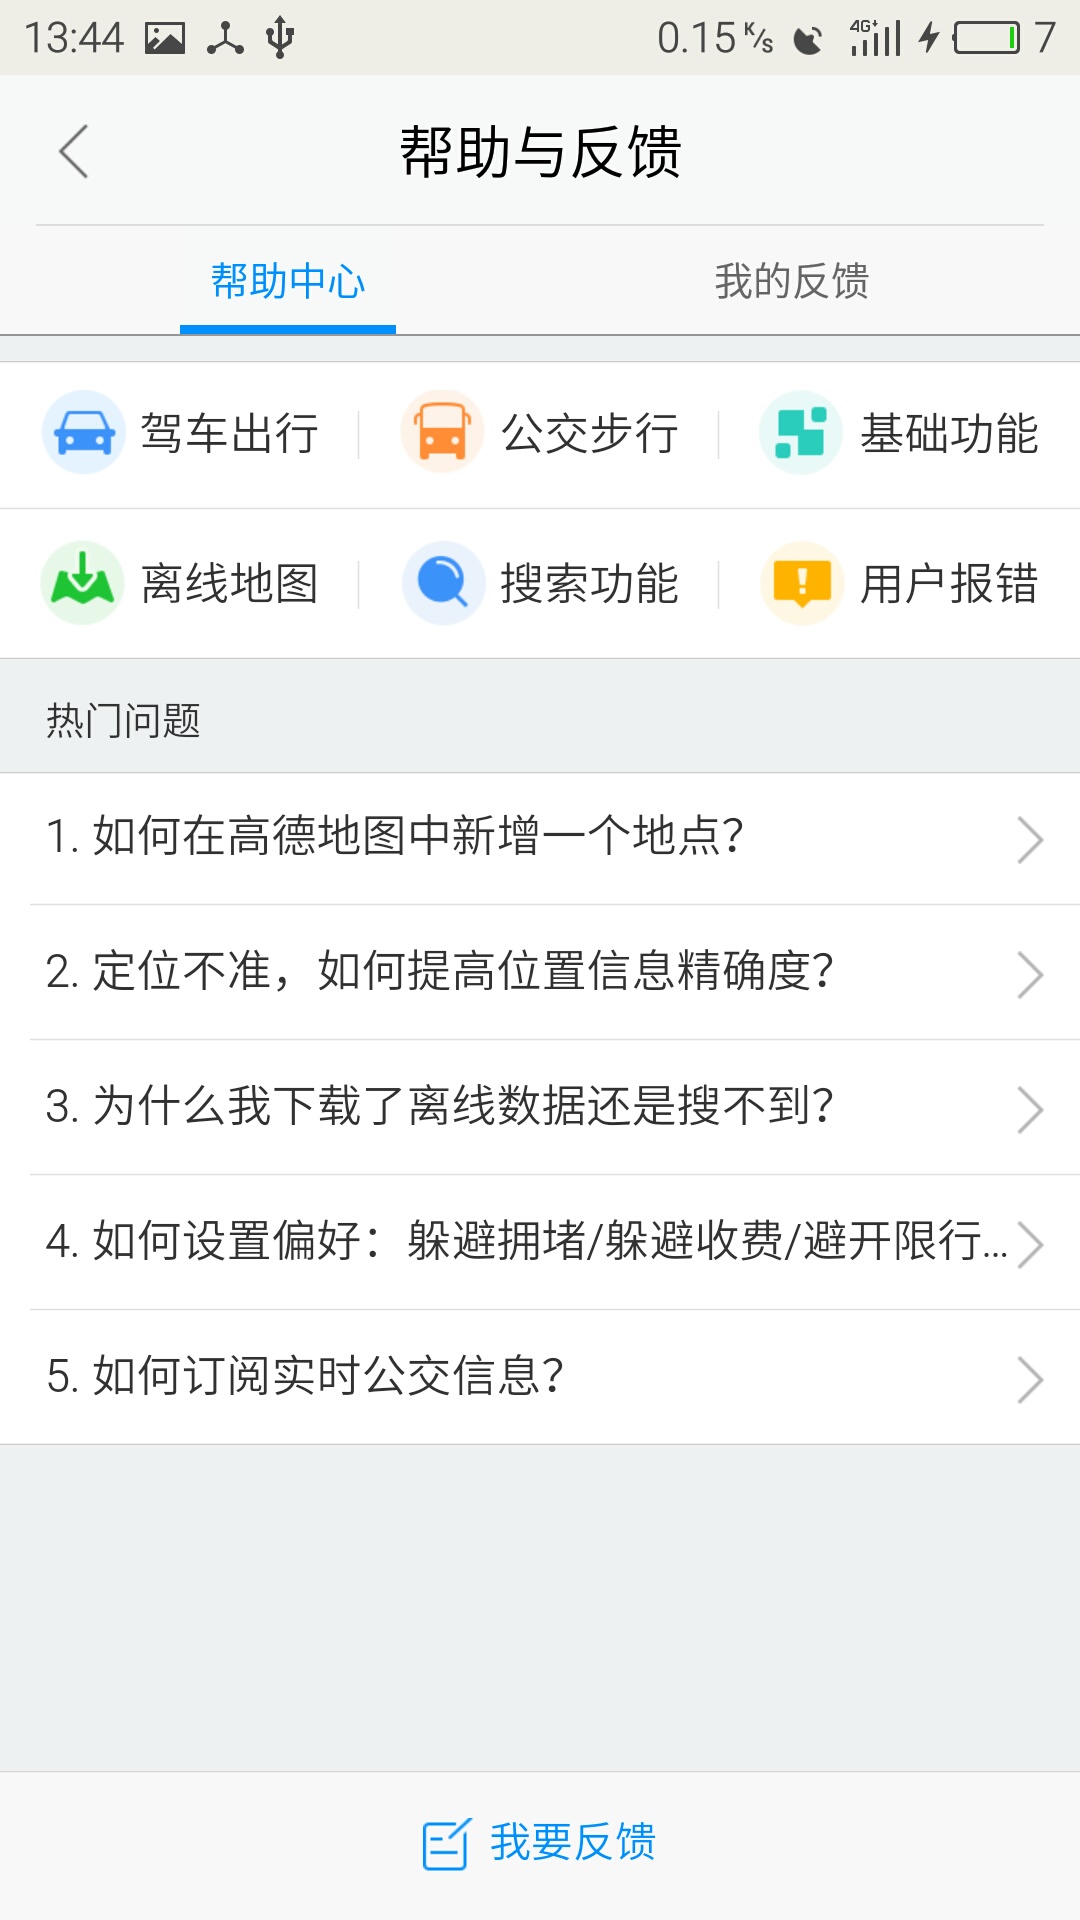 13:44 0.15 K/s 4G+ 7
帮助与反馈
帮助中心 我的反馈
驾车出行 公交步行 基础功能
离线地图 搜索功能 用户报错
热门问题
1. 如何在高德地图中新增一个地点?
2. 定位不准，如何提高位置信息精确度?
3. 为什么我下载了离线数据还是搜不到?
4. 如何设置偏好：躲避拥堵/躲避收费/避开限行...
5. 如何订阅实时公交信息?
我要反馈